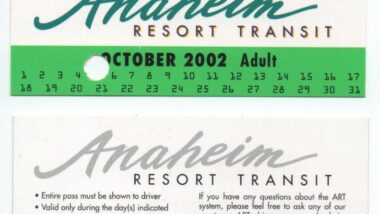 Anaheim
RESORT TRANSIT
OCTOBER 2002 Adult
1 2 3 4 5 6 7 8 9 10 11 12 13 14 15 16 17
18 19 20 21 22 23 24 25 26 27 28 29 30 31
Anaheim
RESORT TRANSIT
• Entire pass must be shown to driver
• Valid only during the day(s) indicated
If you have any questions about the ART
system, please feel free to ask any of our